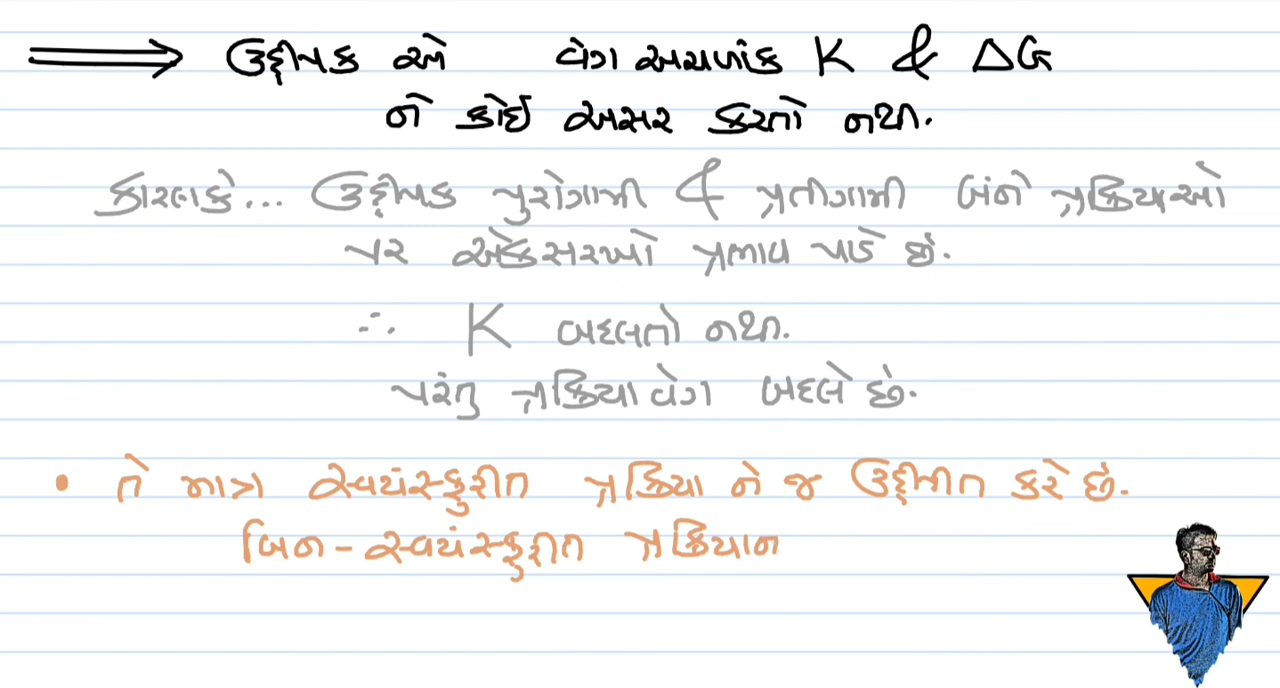 ⟹ ઉદ્દીપક એ વેગ અચળાંક K & ΔG
ને કોઇ અસર કરતો નથી.
કારણકે... ઉદ્દીપક પુરોગામી & પ્રતીગામી બંને પ્રક્રિયાઓ
પર એકસરખો પ્રભાવ પાડે છે.
∴ K બદલતો નથી.
પરંતુ પ્રક્રિયા વેગ બદલે છે.
• તે માત્ર સ્વયંસ્ફુરીત પ્રક્રિયા ને જ ઉદ્દીપીત કરે છે.
બિન - સ્વયંસ્ફુરીત પ્રક્રિયાન